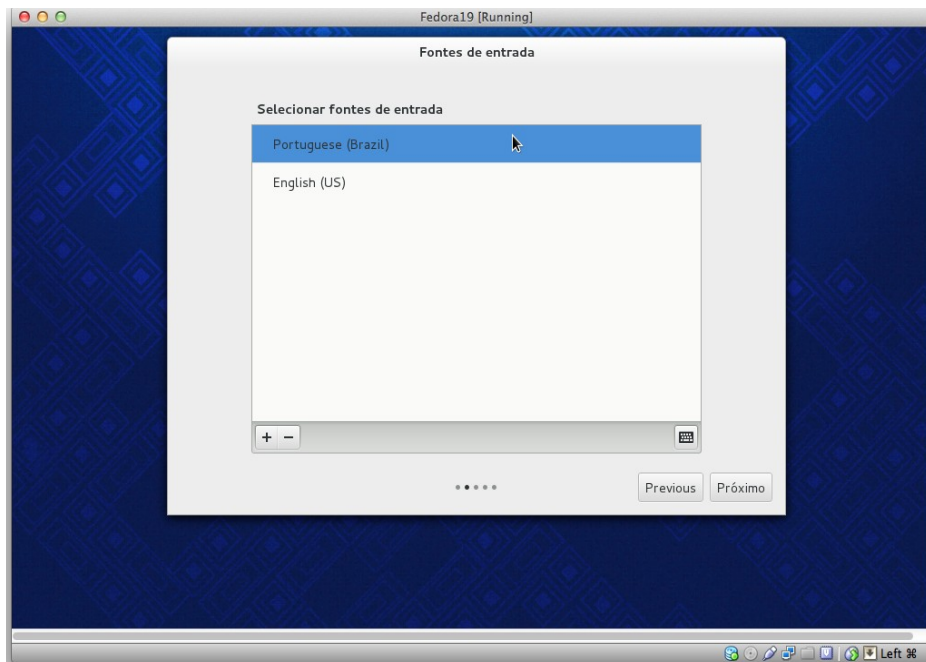 Fedora19 [Running]
Fontes de entrada
Selecionar fontes de entrada
Portuguese (Brazil)
English (US)
+ −
Previous Próximo
Left ⌘